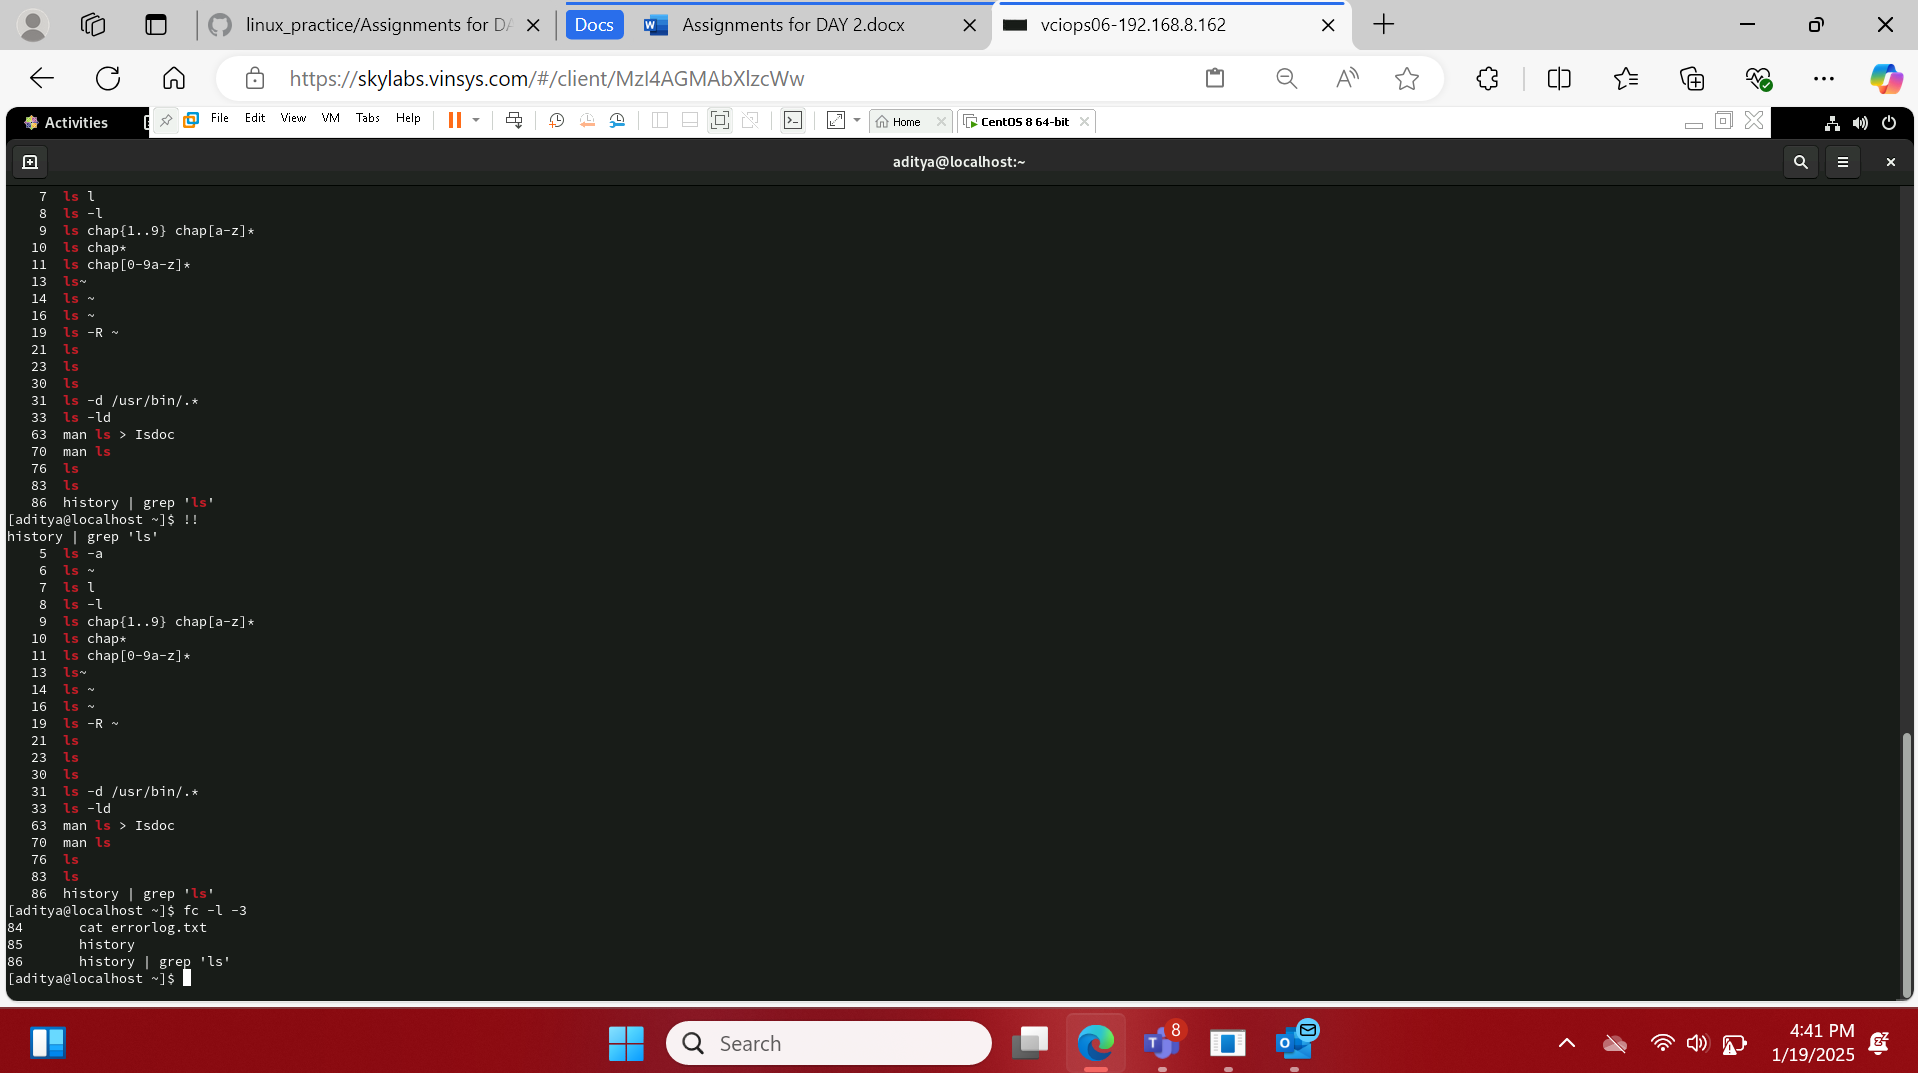 linux_practice/Assignments for DA
Docs
Assignments for DAY 2.docx
vciops06-192.168.8.162
https://skylabs.vinsys.com/#/client/MzI4AGMAbXlzcWw
Activities
File Edit View VM Tabs Help
Home
CentOS 8 64-bit
aditya@localhost:~
7 ls l
8 ls -l
9 ls chap{1..9} chap[a-z]*
10 ls chap*
11 ls chap[0-9a-z]*
13 ls~
14 ls ~
16 ls ~
19 ls -R ~
21 ls
23 ls
30 ls
31 ls -d /usr/bin/.*
33 ls -ld
63 man ls > Isdoc
70 man ls
76 ls
83 ls
86 history | grep 'ls'
[aditya@localhost ~]$ !!
history | grep 'ls'
5 ls -a
6 ls ~
7 ls l
8 ls -l
9 ls chap{1..9} chap[a-z]*
10 ls chap*
11 ls chap[0-9a-z]*
13 ls~
14 ls ~
16 ls ~
19 ls -R ~
21 ls
23 ls
30 ls
31 ls -d /usr/bin/.*
33 ls -ld
63 man ls > Isdoc
70 man ls
76 ls
83 ls
86 history | grep 'ls'
[aditya@localhost ~]$ fc -l -3
84 cat errorlog.txt
85 history
86 history | grep 'ls'
[aditya@localhost ~]$
Search
8
4:41 PM
1/19/2025